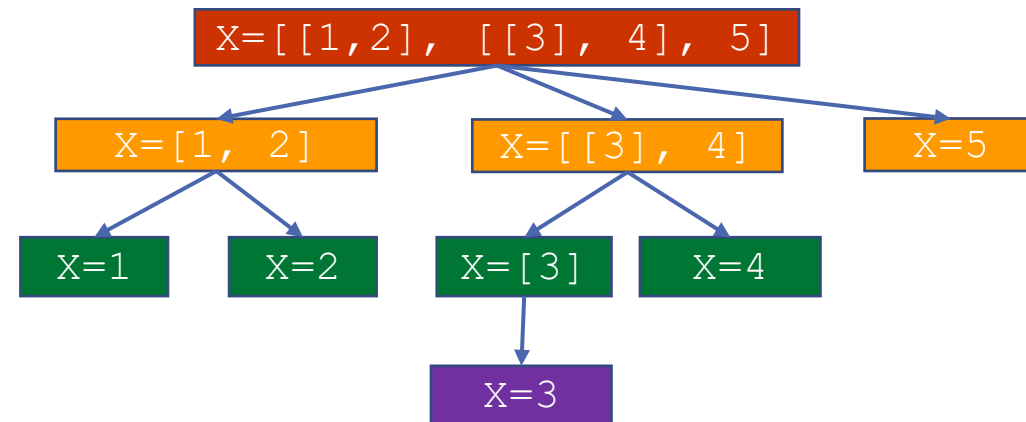 X=[[1,2], [[3], 4], 5]
X=[1, 2]
X=[[3], 4]
X=5
X=1
X=2
X=[3]
X=4
X=3